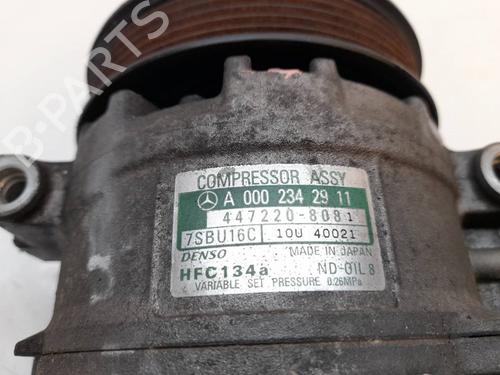 COMPRESSOR ASSY
A 000 234 29 11
447220-8081
7SBU16C 10U 40021
DENSO MADE IN JAPAN
HFC134a ND-OIL 8
VARIABLE SET PRESSURE 0.26MPa
B-PARTS